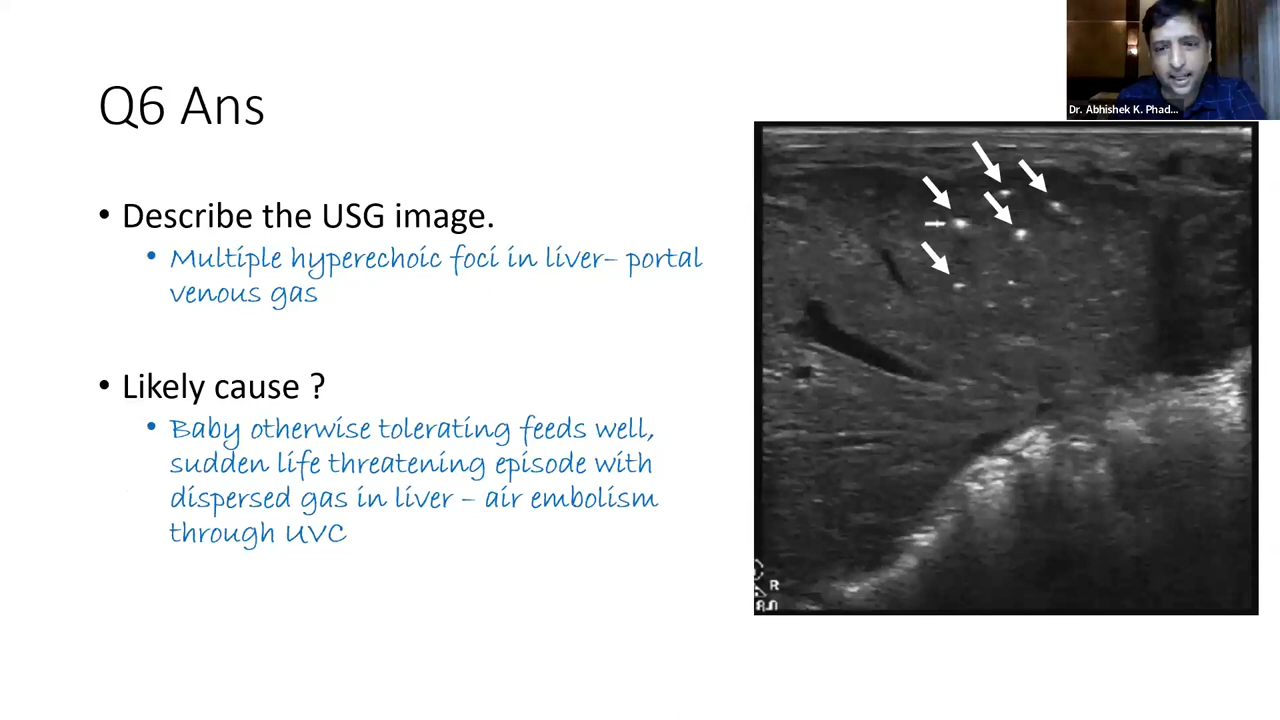 Dr. Abhishek K. Phad...
Q6 Ans
• Describe the USG image.
• Multiple hyperechoic foci in liver– portal
venous gas
• Likely cause ?
• Baby otherwise tolerating feeds well,
sudden life threatening episode with
dispersed gas in liver – air embolism
through UVC
R